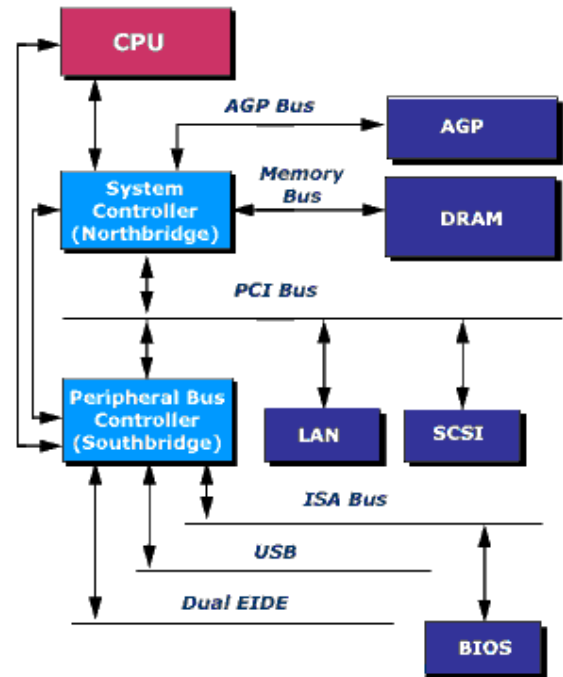 CPU
AGP Bus
AGP
System
Controller
(Northbridge)
Memory
Bus
DRAM
PCI Bus
Peripheral Bus
Controller
(Southbridge)
LAN
SCSI
ISA Bus
USB
Dual EIDE
BIOS